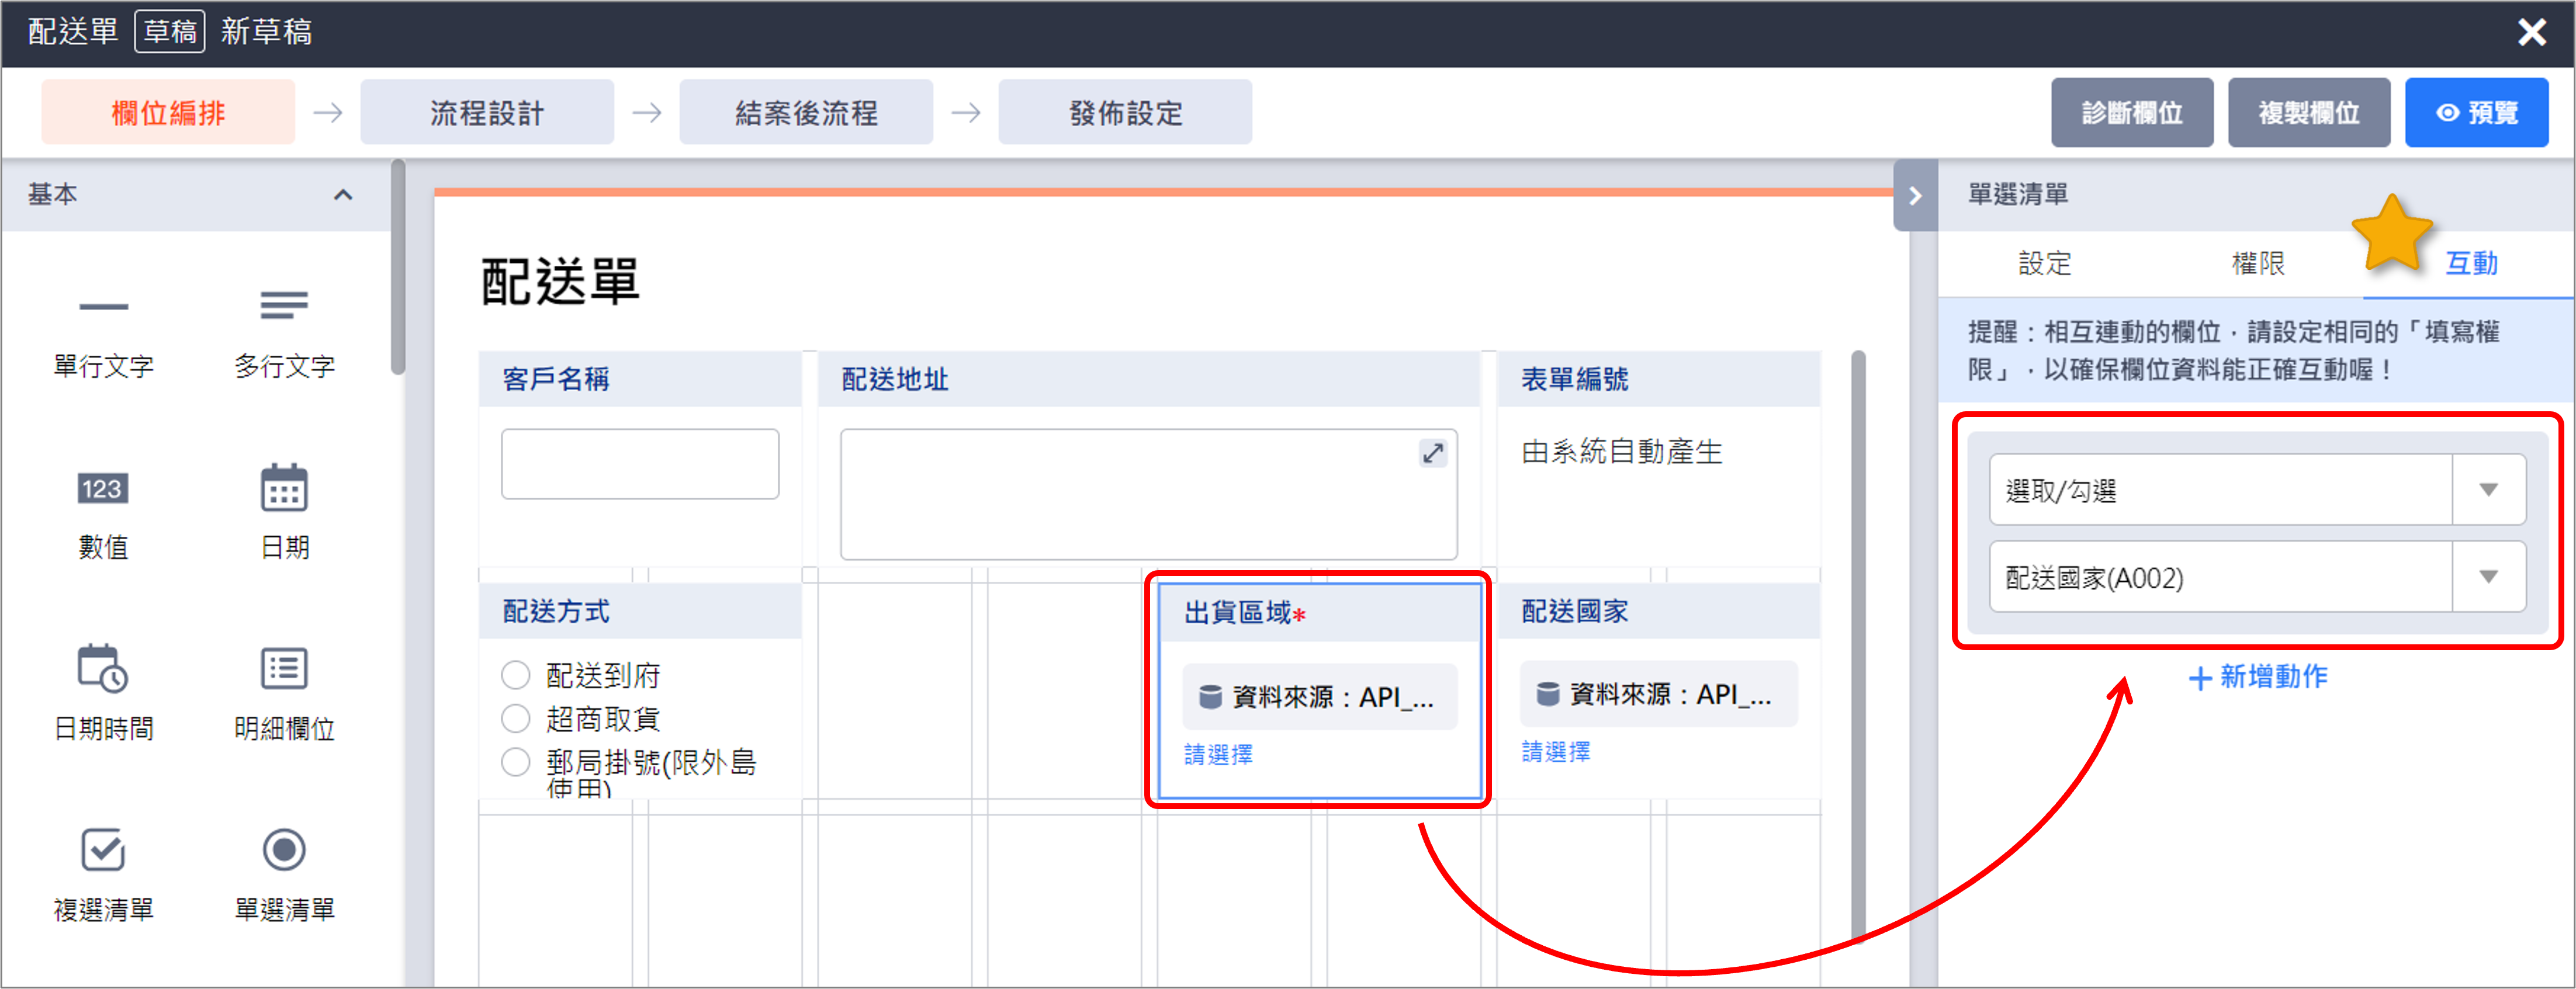 配送單 草稿 新草稿
欄位編排 流程設計 結案後流程 發佈設定 診斷欄位 複製欄位 預覽
基本
單行文字 多行文字
123
數值 日期
日期時間 明細欄位
複選清單 單選清單
配送單
客戶名稱 配送地址 表單編號
由系統自動產生
配送方式 出貨區域* 配送國家
配送到府
超商取貨
郵局掛號(限外島
使用)
資料來源：API_...
請選擇
資料來源：API_...
請選擇
單選清單
設定 權限 互動
提醒：相互連動的欄位，請設定相同的「填寫權
限」，以確保欄位資料能正確互動喔！
選取/勾選
配送國家(A002)
+新增動作